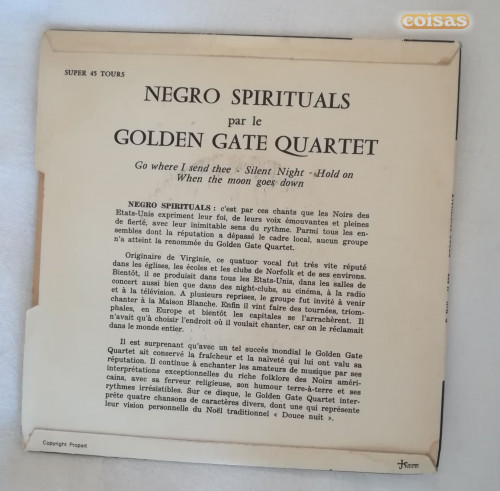 coisas
SUPER 45 TOURS
NEGRO SPIRITUALS
par le
GOLDEN GATE QUARTET
Go where I send thee - Silent Night - Hold on
When the moon goes down
NEGRO SPIRITUALS : c'est par ces chants que les Noirs des
Etats-Unis expriment leur foi, de leurs voix émouvantes et pleines
de fierté, avec leur inimitable sens du rythme. Parmi tous les en-
sembles dont la réputation a dépassé le cadre local, aucun groupe
n'a atteint la renommée du Golden Gate Quartet.
Originaire de Virginie, ce quatuor vocal fut très vite réputé
dans les églises, les écoles et les clubs de Norfolk et de ses environs.
Bientôt, il se produisit dans tous les Etats-Unis, dans les salles de
concert aussi bien que dans des night-clubs, au cinéma, à la radio
et à la télévision. A plusieurs reprises, le groupe fut invité à venir
chanter à la Maison Blanche. Enfin il vint faire des tournées, triom-
phales, en Europe et bientôt les capitales se l'arrachèrent. Il
n'avait qu'à choisir l'endroit où il voulait chanter, car on le réclamait
dans le monde entier.
Il est surprenant qu'avec un tel succès mondial le Golden Gate
Quartet ait conservé la fraîcheur et la naïveté qui lui ont valu sa
réputation. Il continue à enchanter les amateurs de musique par ses
interprétations exceptionnelles du riche folklore des Noirs améri-
cains, avec sa ferveur religieuse, son humour terre-à-terre et ses
rythmes irrésistibles. Sur ce disque, le Golden Gate Quartet inter-
prète quatre chansons de caractères divers, dont une qui représente
leur vision personnelle du Noël traditionnel « Douce nuit ».
Copyright Propart